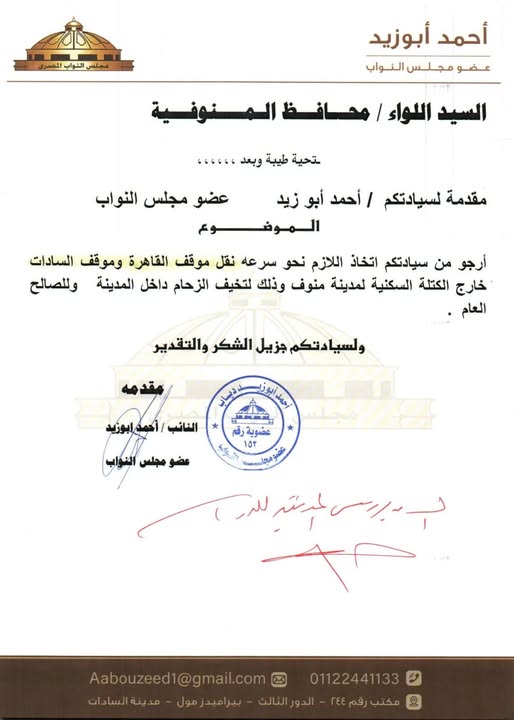 أحمد أبوزيد
عضو مجلس النواب
مجلس النواب المصرى
السيد اللواء / محافظ المنوفية
تحية طيبة وبعد ،،،،،،
مقدمة لسيادتكم / أحمد أبو زيد عضو مجلس النواب
الموضوع
أرجو من سيادتكم اتخاذ اللازم نحو سرعه نقل موقف القاهرة وموقف السادات
خارج الكتلة السكنية لمدينة منوف وذلك لتخيف الزحام داخل المدينة وللصالح
العام .
ولسيادتكم جزيل الشكر والتقدير
مقدمه
النائب / أحمد ابوزيد
عضو مجلس النواب
أحمد أبوزيد دياب
عضوية رقم
١٥٢
عضو مجلس النواب
Aabouzeed1@gmail.com 01122441133
مكتب رقم ٢٤٤ - الدور الثالث - بيراميدز مول - مدينة السادات